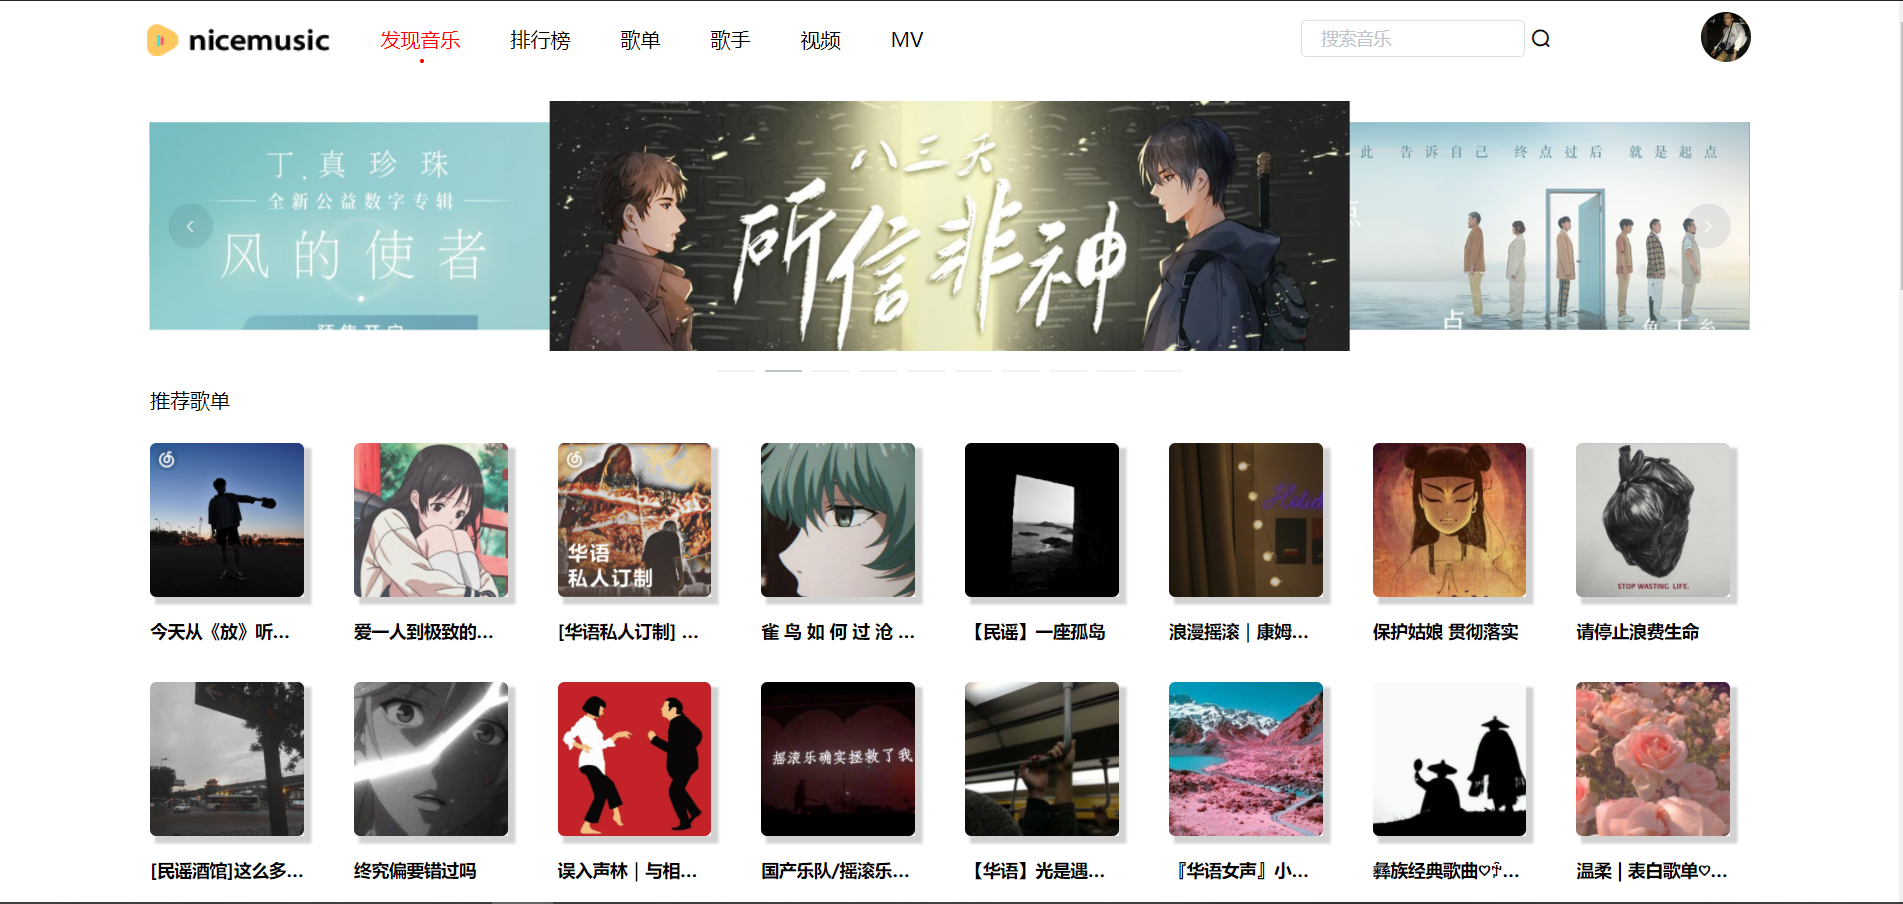 nicemusic 发现音乐 排行榜 歌单 歌手 视频 MV 搜索音乐
丁真珍珠
全新公益数字专辑
风的使者
八三夭
所信非神
此 告诉自己 终点过后 就是起点
点
鱼丁糸
推荐歌单
华语
私人订制
STOP WASTING LIFE.
今天从《放》听... 爱一人到极致的... [华语私人订制] ... 雀 鸟 如 何 过 沧 ... 【民谣】一座孤岛 浪漫摇滚 | 康姆... 保护姑娘 贯彻落实 请停止浪费生命
摇滚乐确实拯救了我
[民谣酒馆]这么多... 终究偏要错过吗 误入声林 | 与相... 国产乐队/摇滚乐... 【华语】光是遇... 『华语女声』小... 彝族经典歌曲♡... 温柔 | 表白歌单♡...